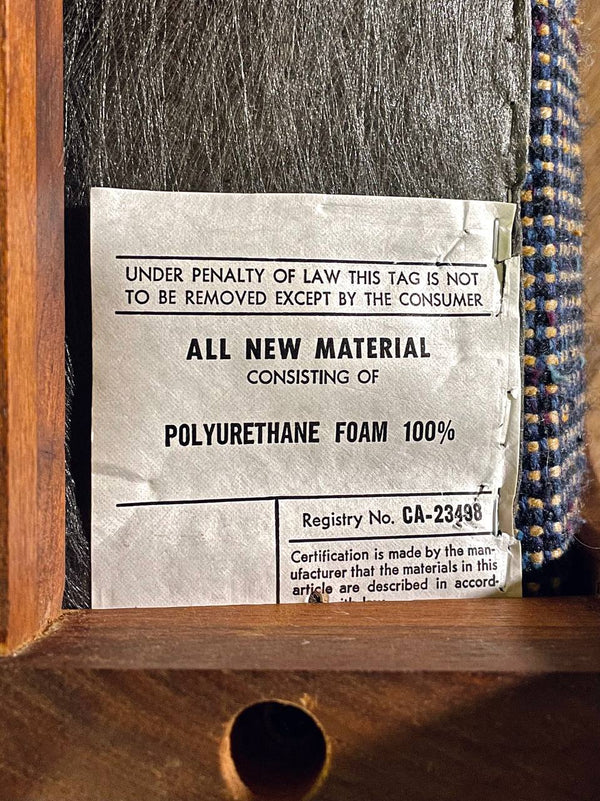 UNDER PENALTY OF LAW THIS TAG IS NOT
TO BE REMOVED EXCEPT BY THE CONSUMER
ALL NEW MATERIAL
CONSISTING OF
POLYURETHANE FOAM 100%
Registry No. CA-23498
Certification is made by the man-
ufacturer that the materials in this
article are described in accord-